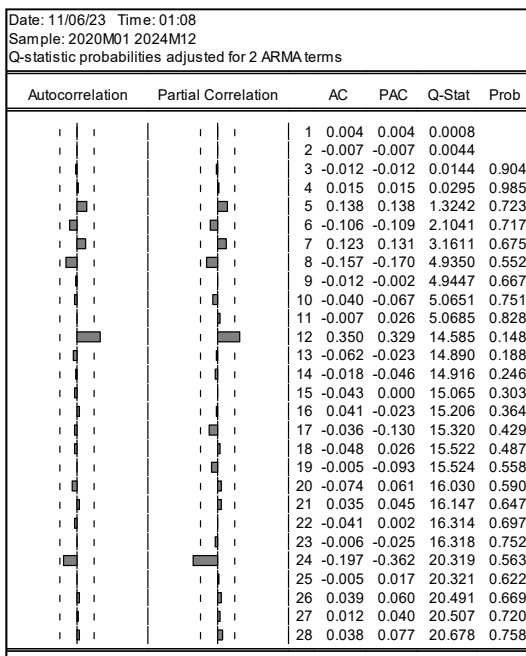 Date: 11/06/23 Time: 01:08
Sample: 2020M01 2024M12
Q-statistic probabilities adjusted for 2 ARMA terms
Autocorrelation Partial Correlation AC PAC Q-Stat Prob
1 0.004 0.004 0.0008
2 -0.007 -0.007 0.0044
3 -0.012 -0.012 0.0144 0.904
4 0.015 0.015 0.0295 0.985
5 0.138 0.138 1.3242 0.723
6 -0.106 -0.109 2.1041 0.717
7 0.123 0.131 3.1611 0.675
8 -0.157 -0.170 4.9350 0.552
9 -0.012 -0.002 4.9447 0.667
10 -0.040 -0.067 5.0651 0.751
11 -0.007 0.026 5.0685 0.828
12 0.350 0.329 14.585 0.148
13 -0.062 -0.023 14.890 0.188
14 -0.018 -0.046 14.916 0.246
15 -0.043 0.000 15.065 0.303
16 0.041 -0.023 15.206 0.364
17 -0.036 -0.130 15.320 0.429
18 -0.048 0.026 15.522 0.487
19 -0.005 -0.093 15.524 0.558
20 -0.074 0.061 16.030 0.590
21 0.035 0.045 16.147 0.647
22 -0.041 0.002 16.314 0.697
23 -0.006 -0.025 16.318 0.752
24 -0.197 -0.362 20.319 0.563
25 -0.005 0.017 20.321 0.622
26 0.039 0.060 20.491 0.669
27 0.012 0.040 20.507 0.720
28 0.038 0.077 20.678 0.758